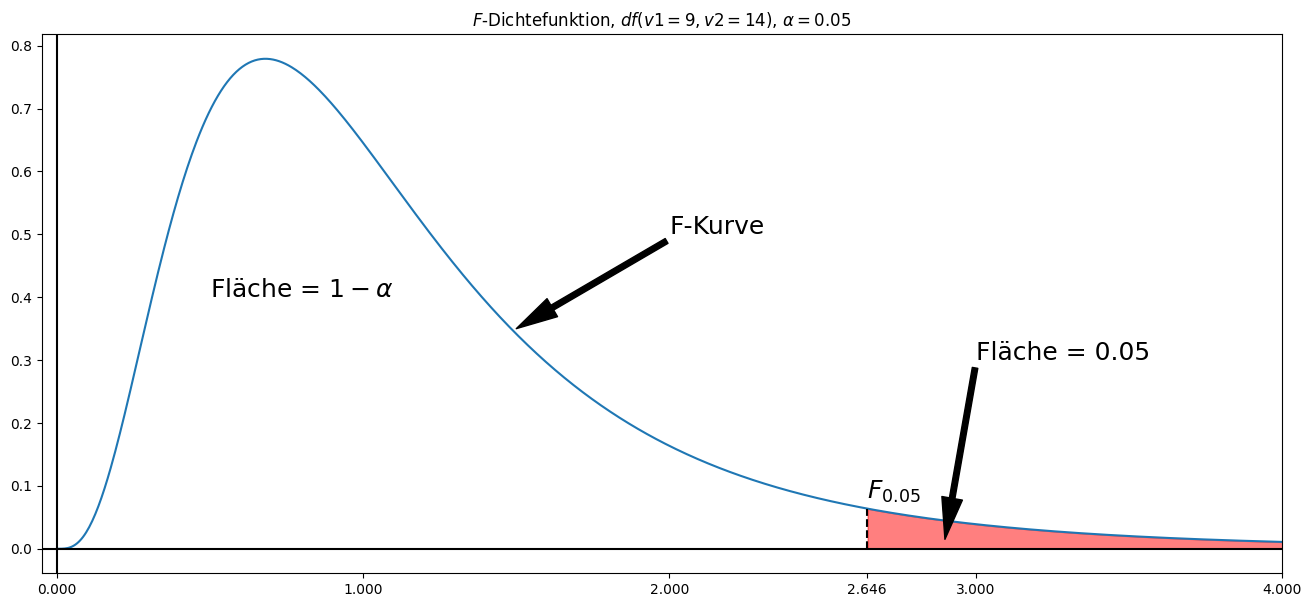 F-Dichtefunktion, df(v1 = 9, v2 = 14), α = 0.05
0.8
0.7
0.6
0.5
0.4
0.3
0.2
0.1
0.0
F-Kurve
Fläche = 1 − α
Fläche = 0.05
F0.05
0.000 1.000 2.000 2.646 3.000 4.000